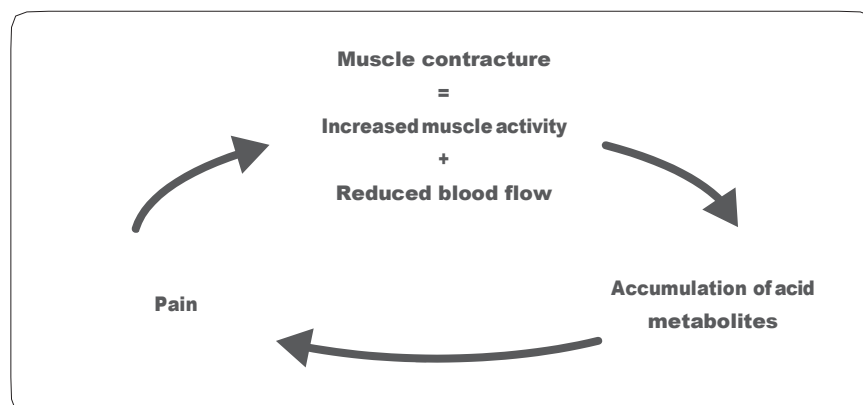 Muscle contracture
=
Increased muscle activity
+
Reduced blood flow
Accumulation of acid
metabolites
Pain